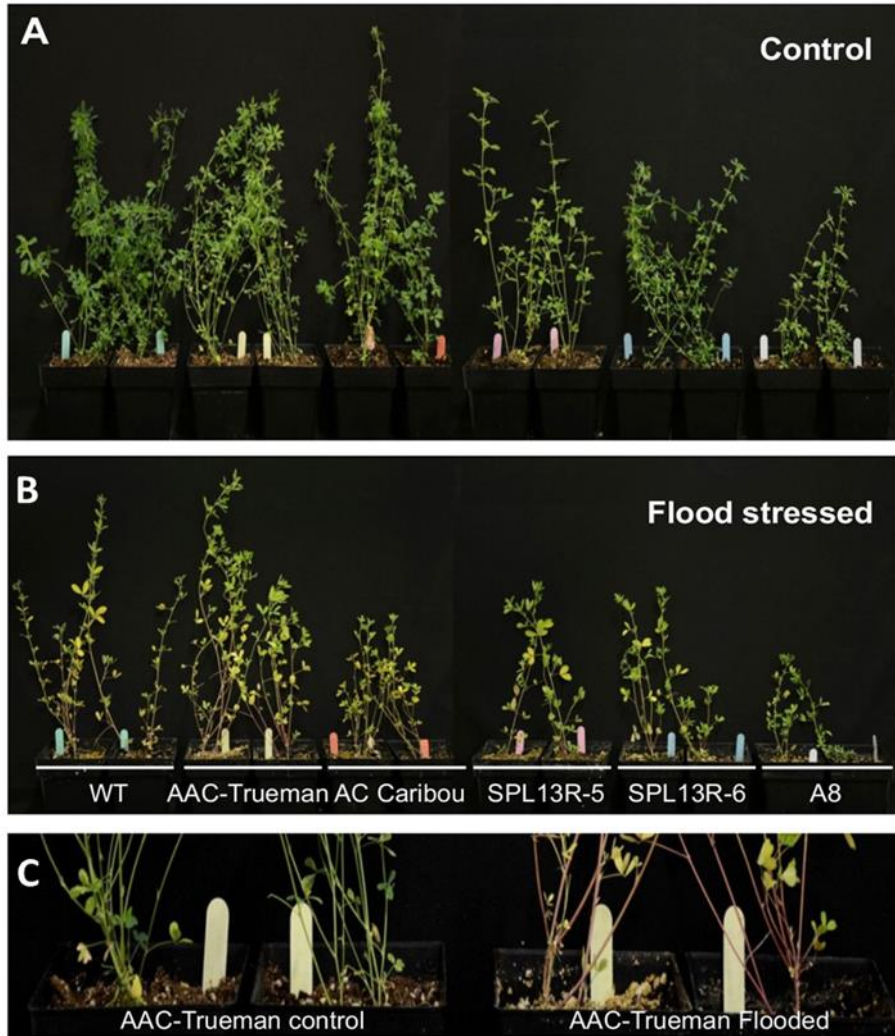 A
Control
B
Flood stressed
WT AAC-Trueman AC Caribou SPL13R-5 SPL13R-6 A8
C
AAC-Trueman control AAC-Trueman Flooded